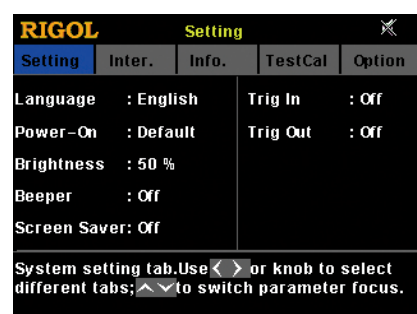 RIGOL Setting
Setting Inter. Info. TestCal Option
Language : English Trig In : Off
Power-On : Default Trig Out : Off
Brightness : 50 %
Beeper : Off
Screen Saver: Off
System setting tab.Use < > or knob to select
different tabs; to switch parameter focus.